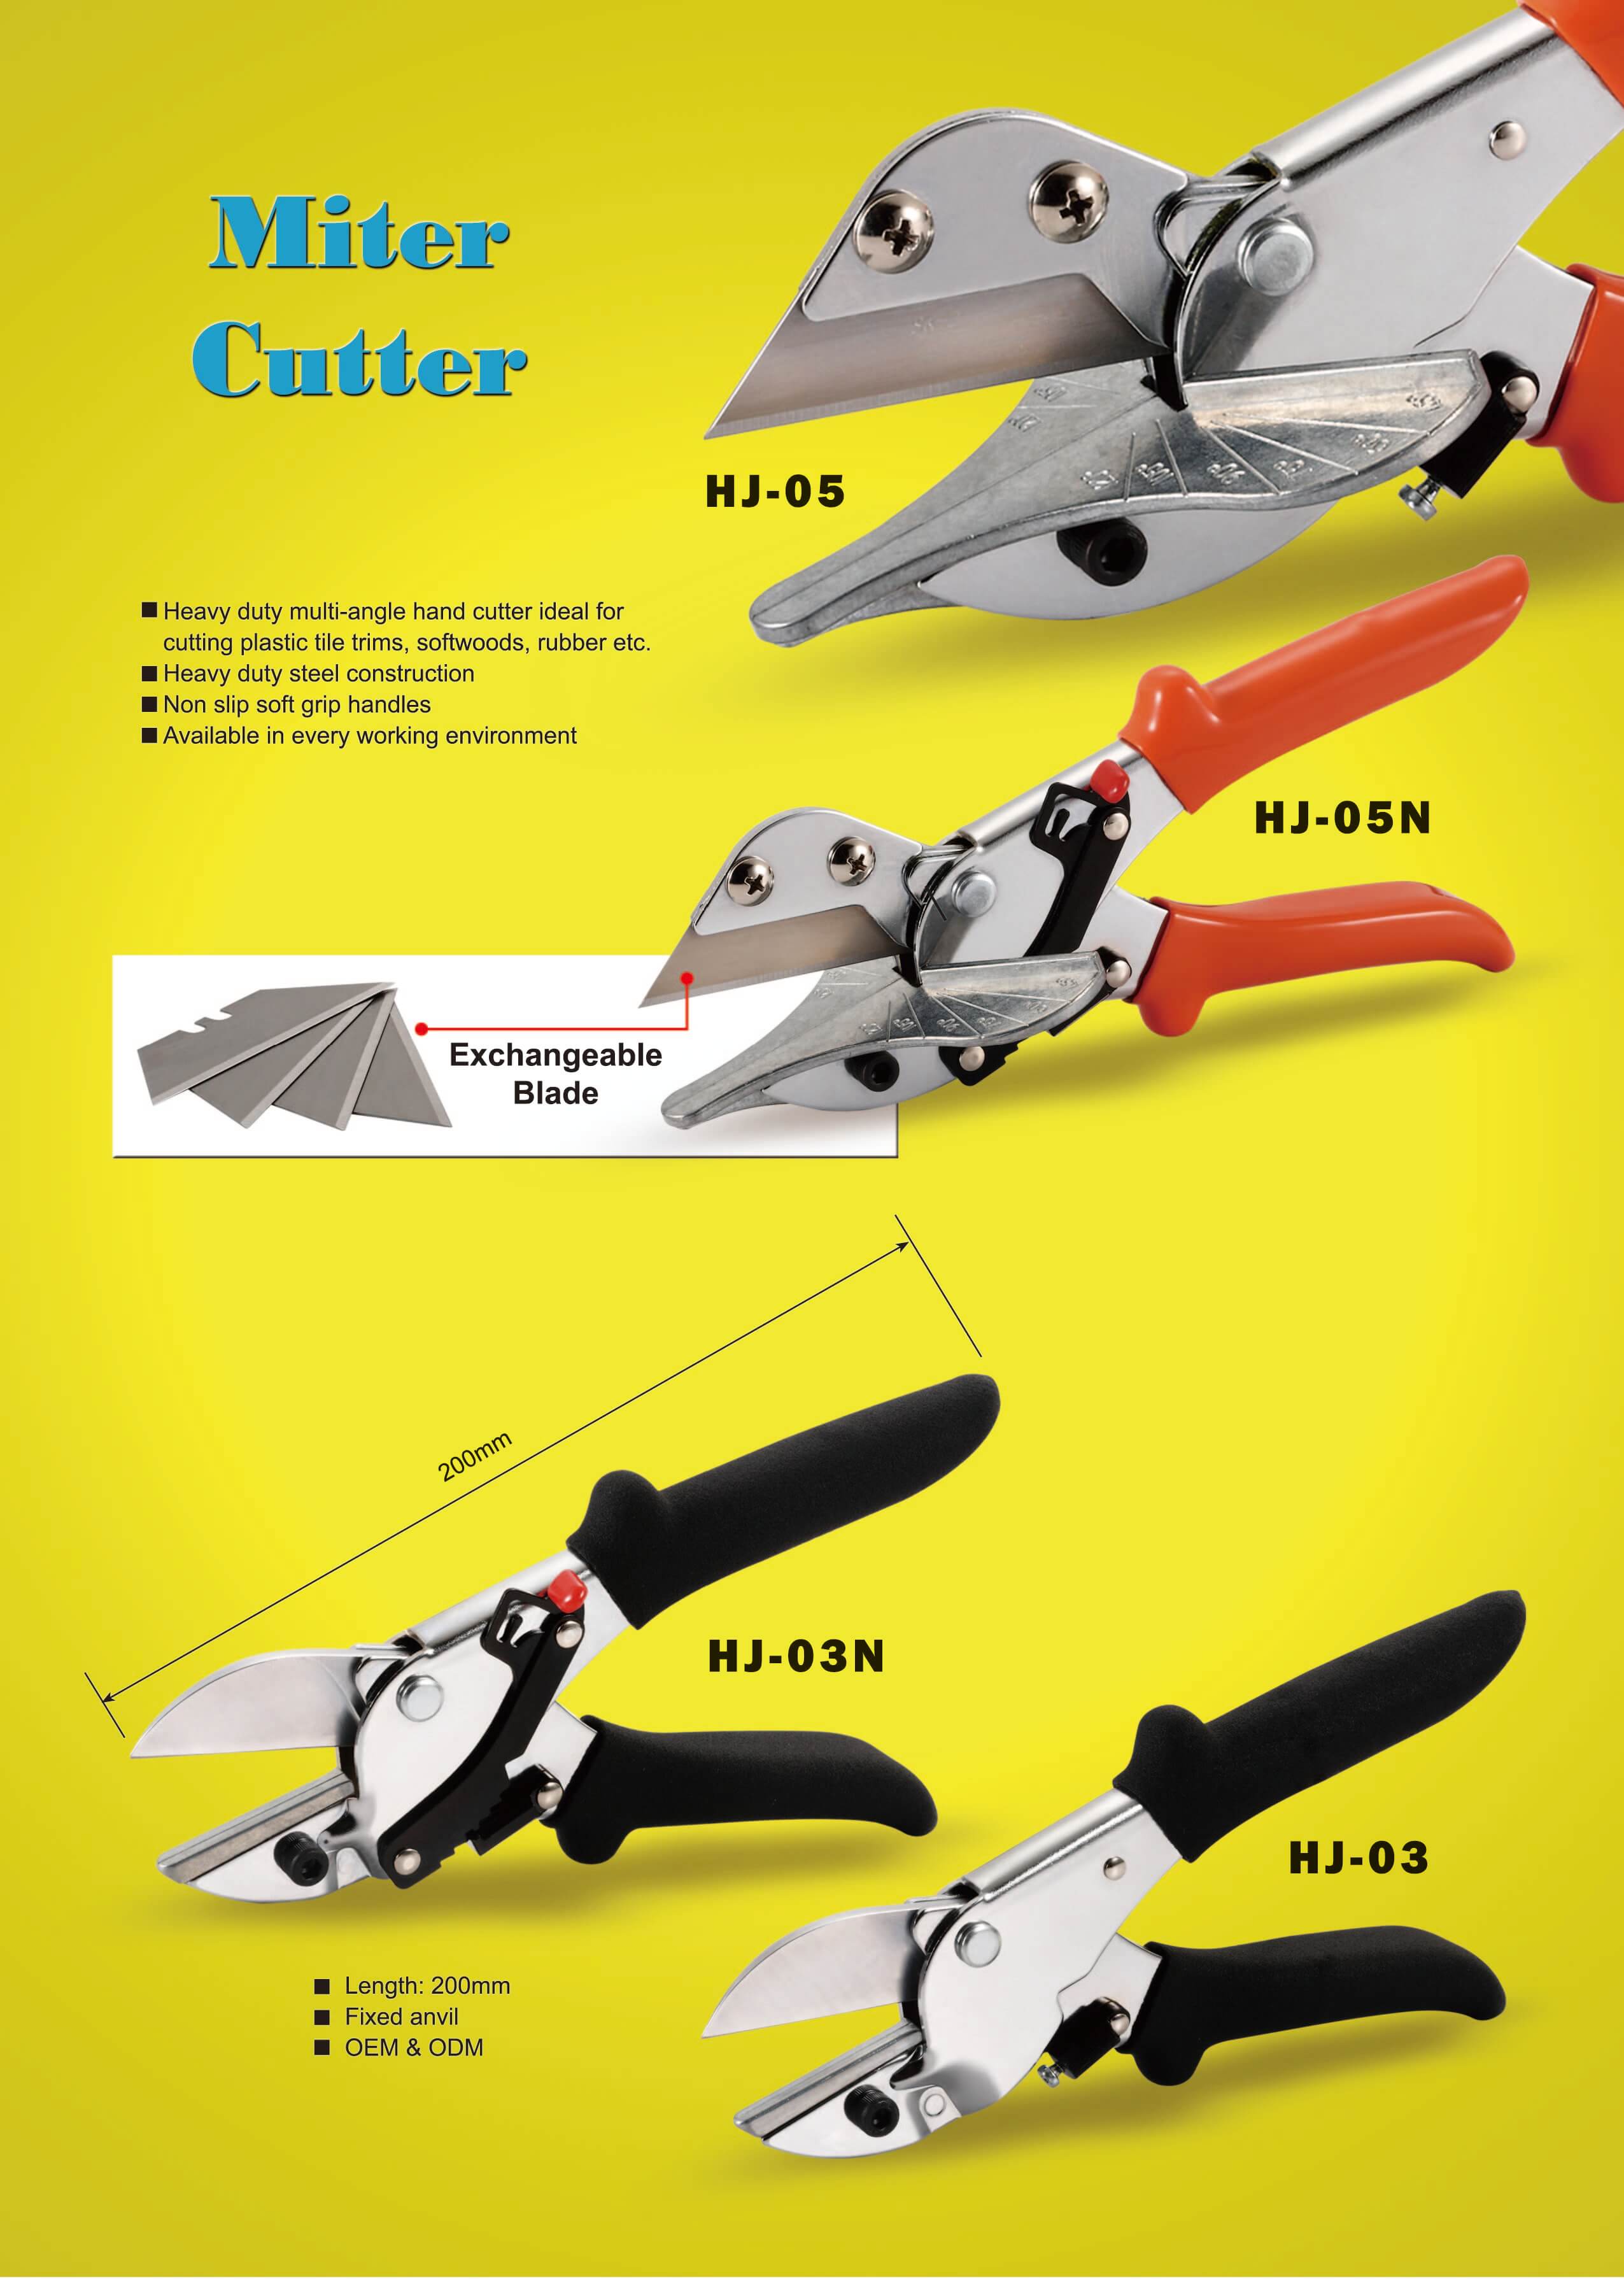 Miter
Cutter
HJ-05
■ Heavy duty multi-angle hand cutter ideal for
cutting plastic tile trims, softwoods, rubber etc.
■ Heavy duty steel construction
■ Non slip soft grip handles
■ Available in every working environment
HJ-05N
Exchangeable
Blade
200mm
HJ-03N
HJ-03
■ Length: 200mm
■ Fixed anvil
■ OEM & ODM